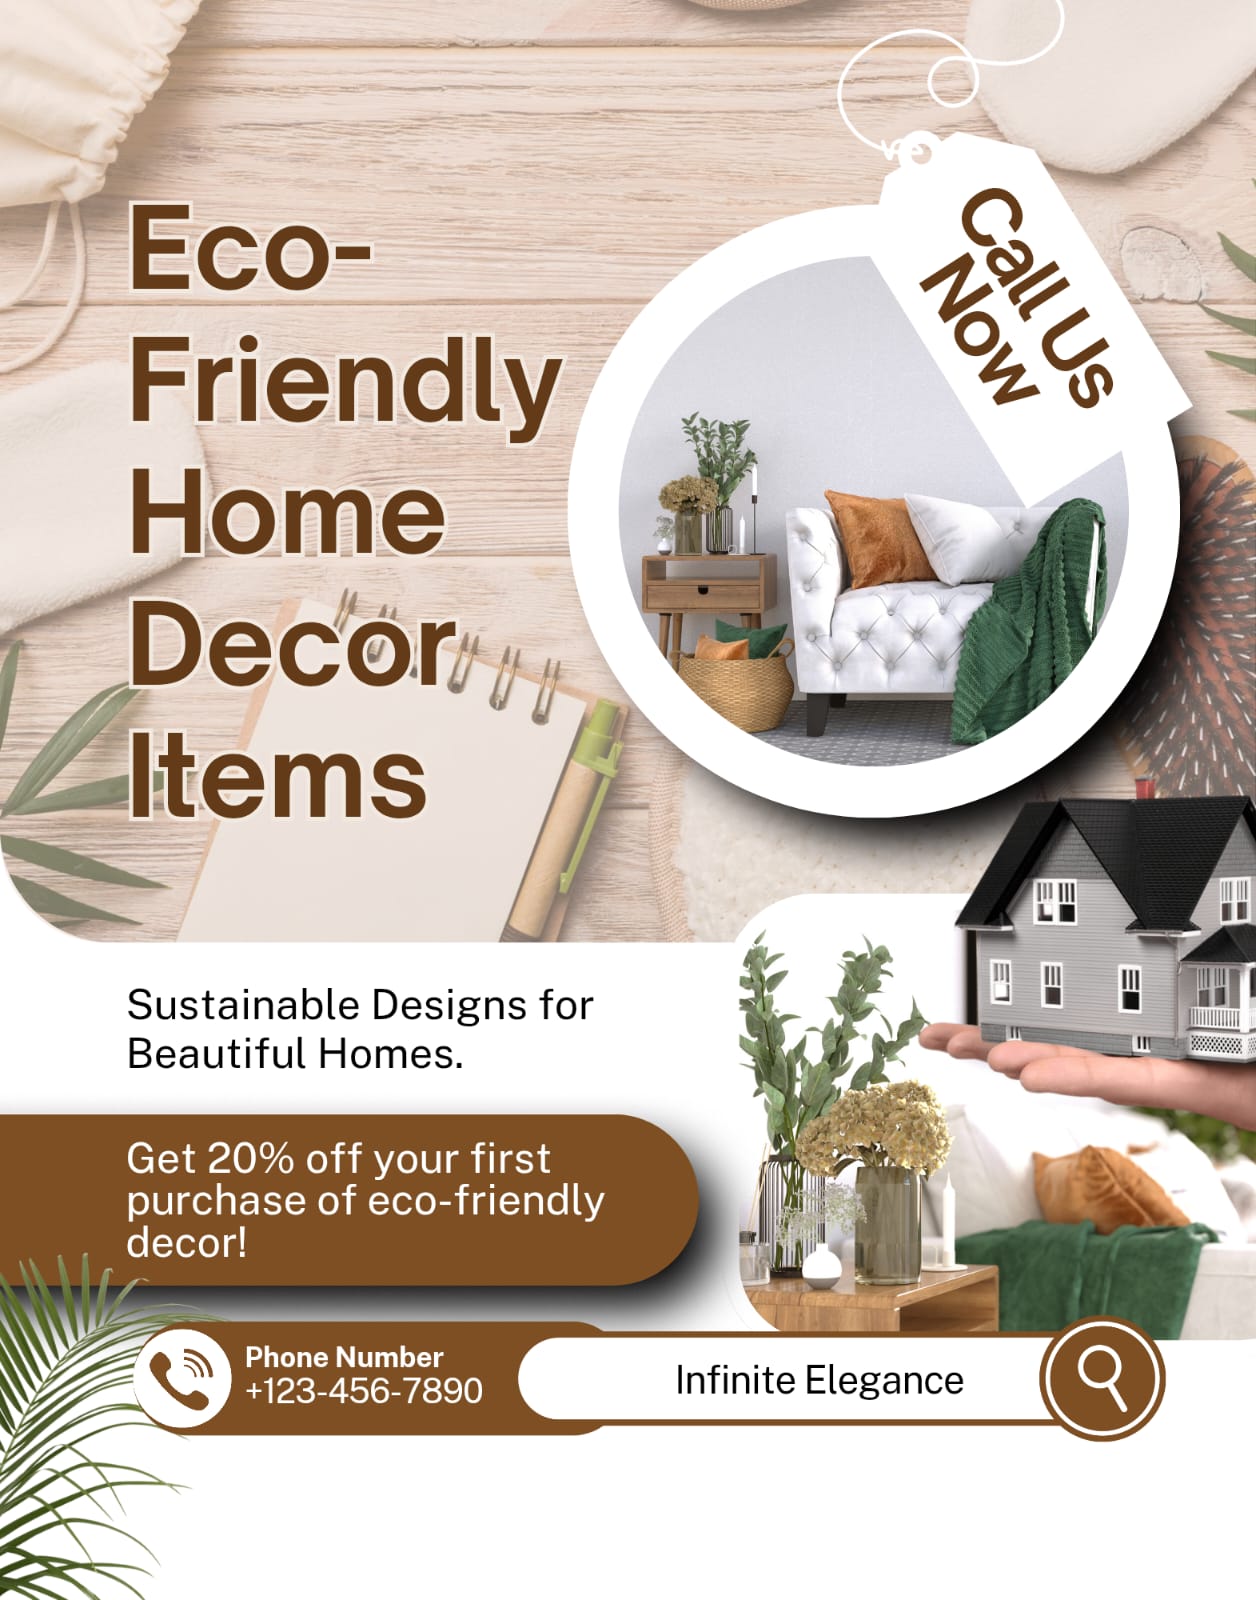 Eco-
Friendly
Home
Decor
Items
Call Us
Now
Sustainable Designs for
Beautiful Homes.
Get 20% off your first
purchase of eco-friendly
decor!
Phone Number
+123-456-7890
Infinite Elegance